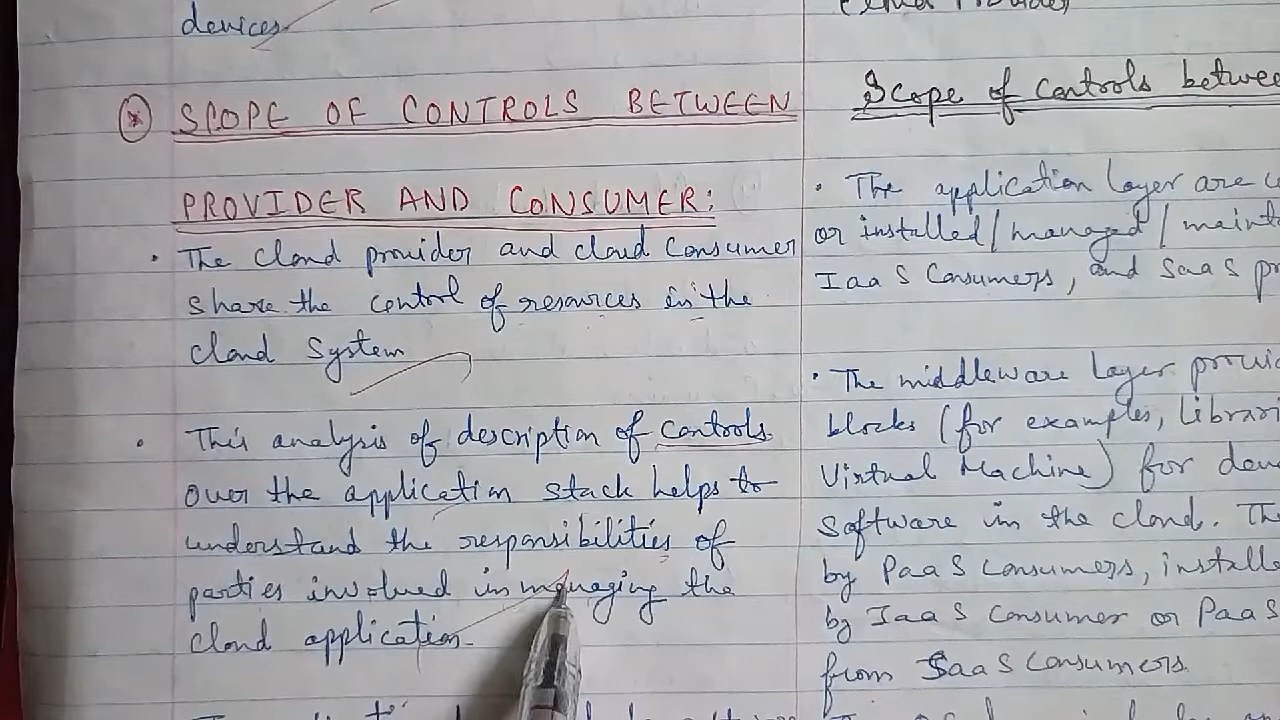 devices
* SCOPE OF CONTROLS BETWEEN
PROVIDER AND CONSUMER:
• The cloud provider and cloud Consumer
share the control of resources in the
cloud System
• This analysis of description of controls
over the application stack helps to
understand the responsibilities of
parties involved in managing the
cloud application.
Scope of controls between
• The application layer are
or installed/managed/maint
IaaS Consumers, and SaaS pr
• The middleware layer provi
blocks (for examples, Librari
Virtual Machine) for
software in the cloud. Th
by PaaS consumers, installe
by IaaS consumer or PaaS
from SaaS consumers.